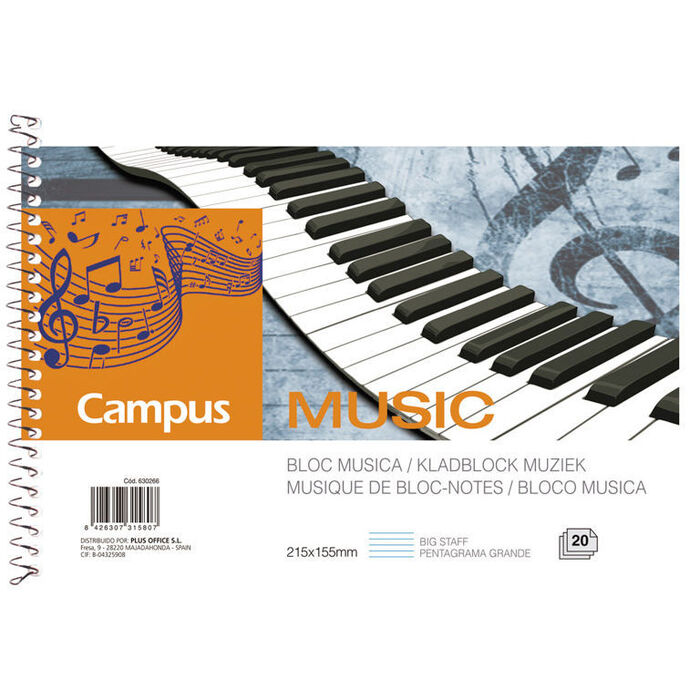 Campus
MUSIC
BLOC MUSICA / KLADBLOCK MUZIEK
MUSIQUE DE BLOC-NOTES / BLOCO MUSICA
Cód. 630266
8 426307 315807
DISTRIBUIDO POR: PLUS OFFICE S.L.
Fresa, 9 - 28220 MAJADAHONDA - SPAIN
CIF: B-04325908
215x155mm
BIG STAFF
PENTAGRAMA GRANDE
20